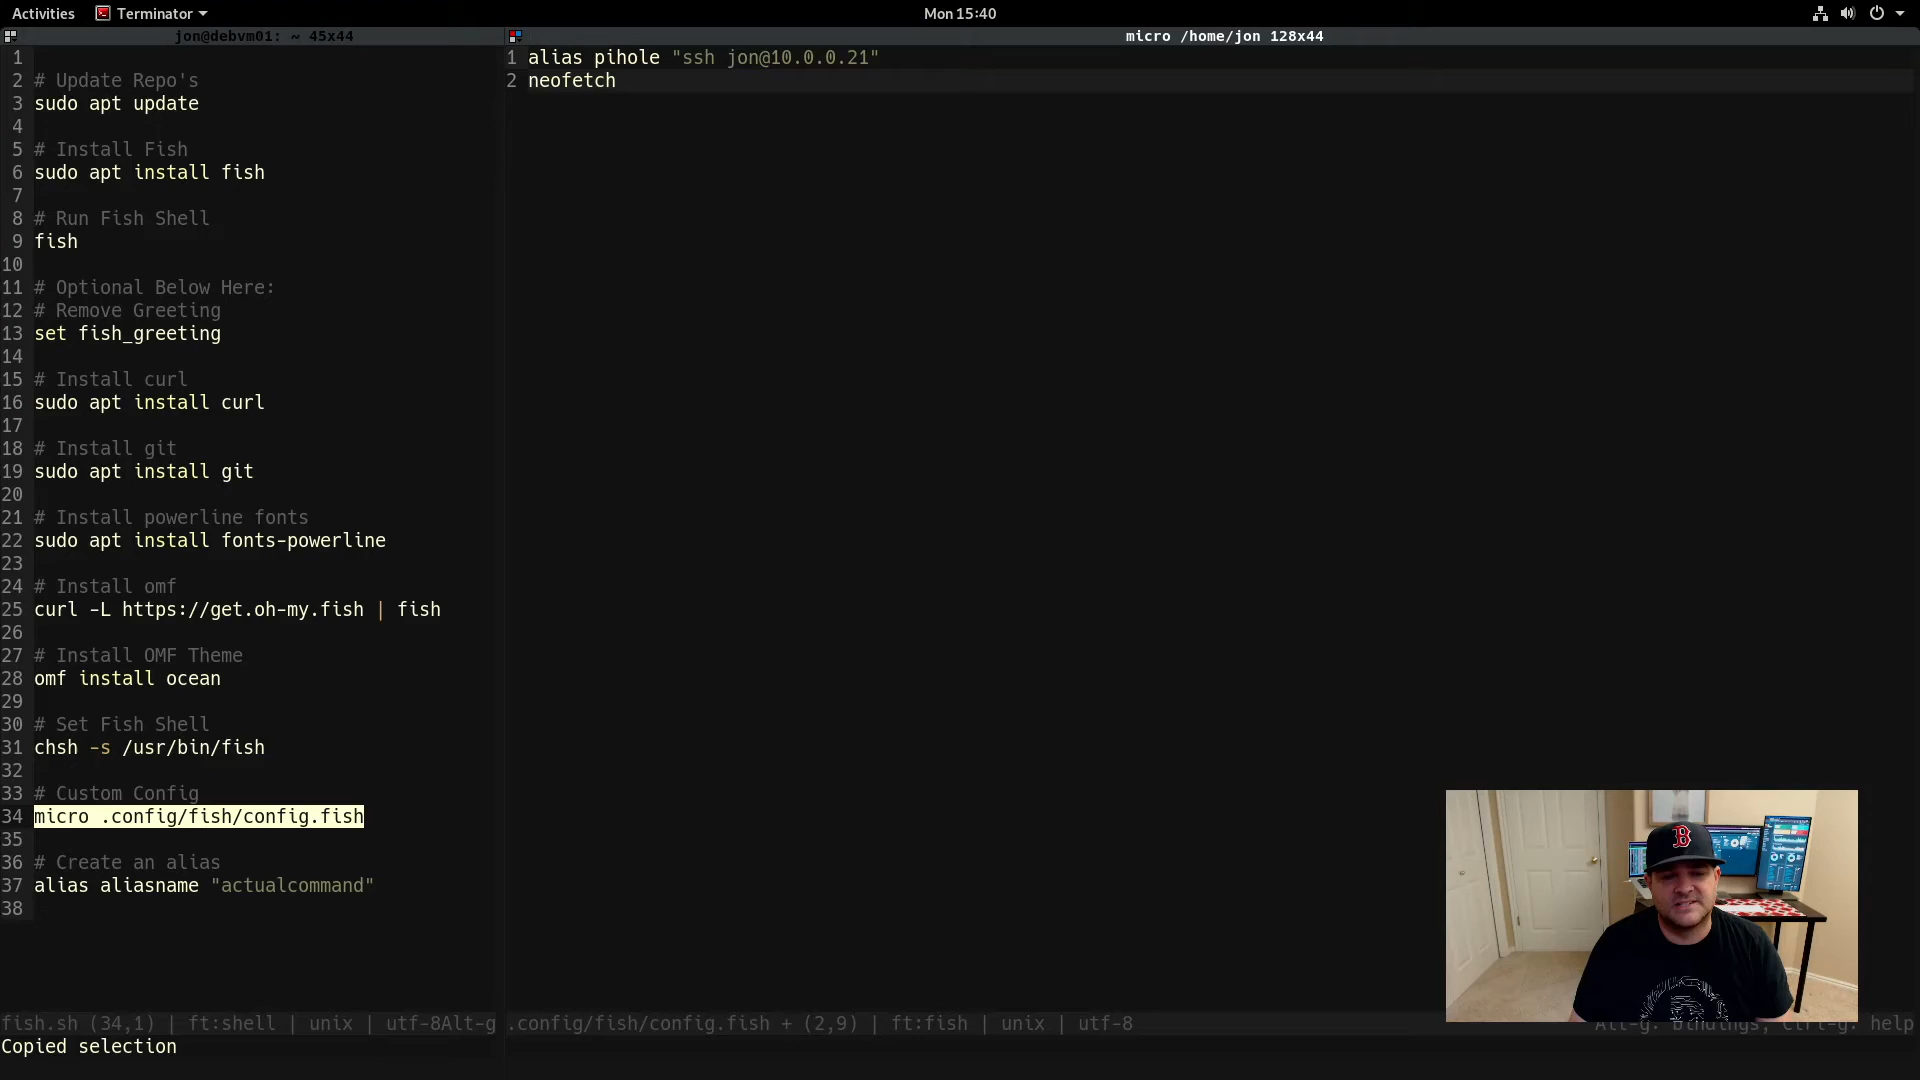 Activities Terminator Mon 15:40
jon@debvm01: ~ 45x44
micro /home/jon 128x44
1
2 # Update Repo's
3 sudo apt update
4
5 # Install Fish
6 sudo apt install fish
7
8 # Run Fish Shell
9 fish
10
11 # Optional Below Here:
12 # Remove Greeting
13 set fish_greeting
14
15 # Install curl
16 sudo apt install curl
17
18 # Install git
19 sudo apt install git
20
21 # Install powerline fonts
22 sudo apt install fonts-powerline
23
24 # Install omf
25 curl -L https://get.oh-my.fish | fish
26
27 # Install OMF Theme
28 omf install ocean
29
30 # Set Fish Shell
31 chsh -s /usr/bin/fish
32
33 # Custom Config
34 micro .config/fish/config.fish
35
36 # Create an alias
37 alias aliasname "actualcommand"
38
fish.sh (34,1) | ft:shell | unix | utf-8Alt-g
Copied selection
1 alias pihole "ssh jon@10.0.0.21"
2 neofetch
.config/fish/config.fish + (2,9) | ft:fish | unix | utf-8
Alt-g: bindings, Ctrl-g: help
B